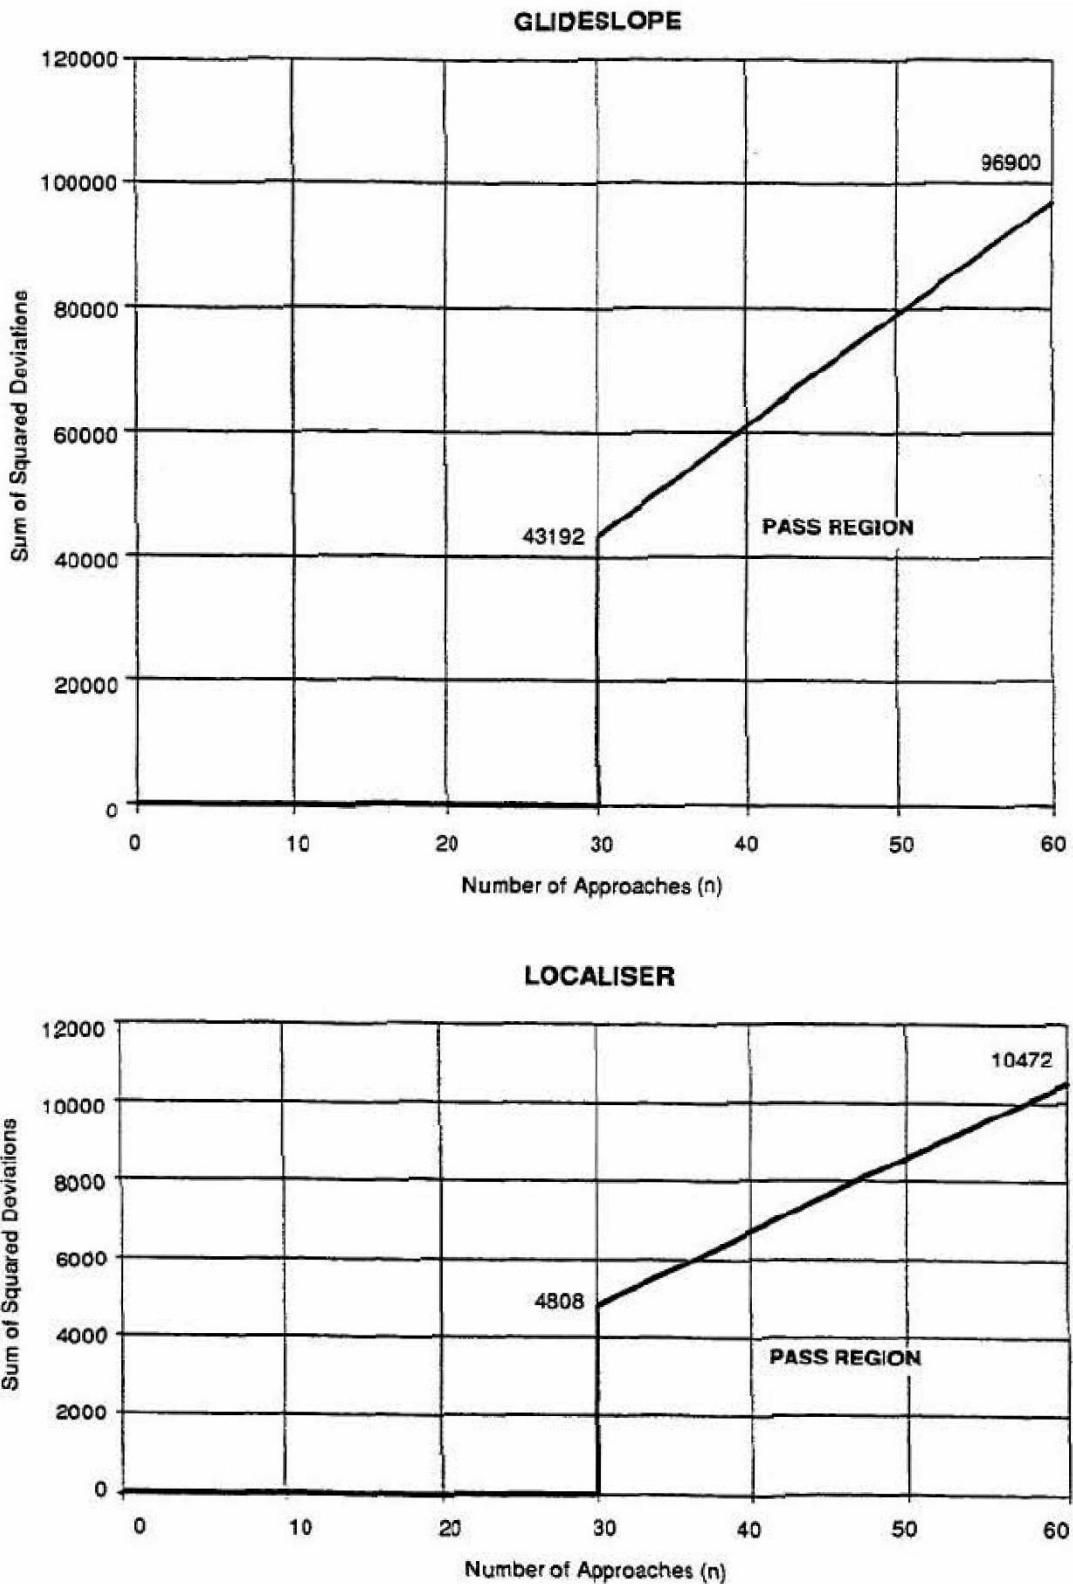 GLIDESLOPE
120000
96900
100000
80000
60000
43192
PASS REGION
40000
20000
0
Sum of Squared Deviations
0 10 20 30 40 50 60
Number of Approaches (n)
LOCALISER
12000
10472
10000
8000
6000
4808
4000
PASS REGION
2000
0
Sum of Squared Deviations
0 10 20 30 40 50 60
Number of Approaches (n)